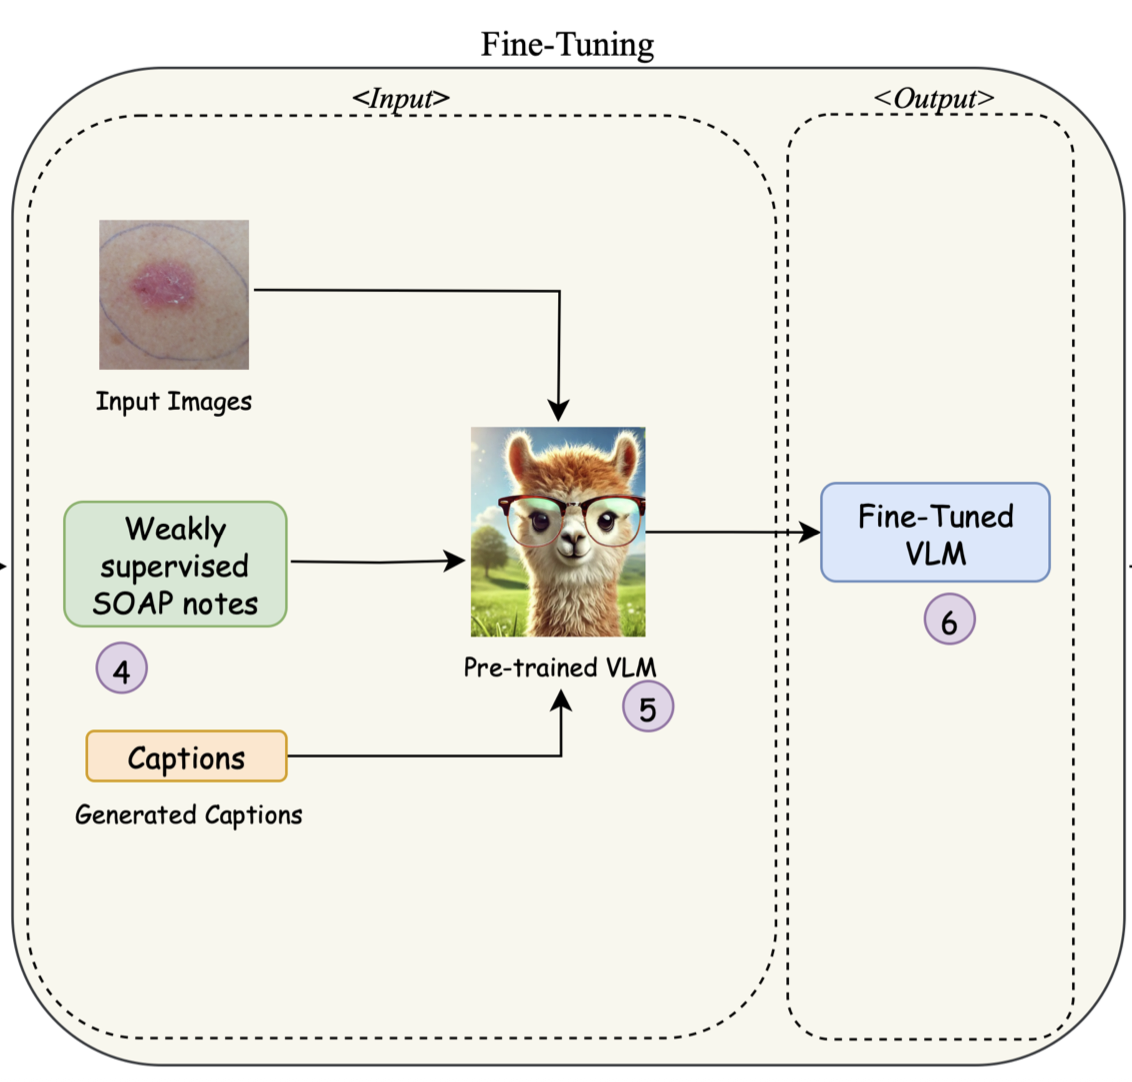 Fine-Tuning
<Input>
<Output>
Input Images
Weakly
supervised
SOAP notes
4
Pre-trained VLM
5
Captions
Generated Captions
Fine-Tuned
VLM
6